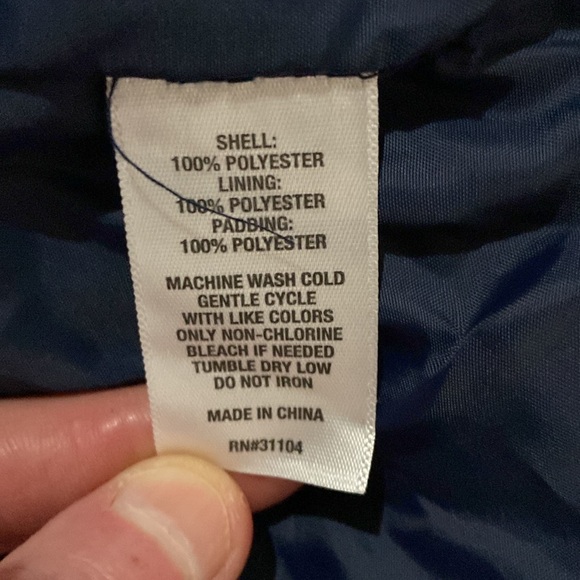 SHELL:
100% POLYESTER
LINING:
100% POLYESTER
PADDING:
100% POLYESTER
MACHINE WASH COLD
GENTLE CYCLE
WITH LIKE COLORS
ONLY NON-CHLORINE
BLEACH IF NEEDED
TUMBLE DRY LOW
DO NOT IRON
MADE IN CHINA
RN#31104